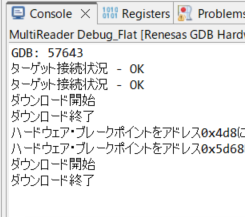 Console Registers Problems
MultiReader Debug_Flat [Renesas GDB Hardw
GDB: 57643
ターゲット接続状況 - OK
ターゲット接続状況 - OK
ダウンロード開始
ダウンロード終了
ハードウェア・ブレークポイントをアドレス0x4d8に
ハードウェア・ブレークポイントをアドレス0x5d68
ダウンロード開始
ダウンロード終了